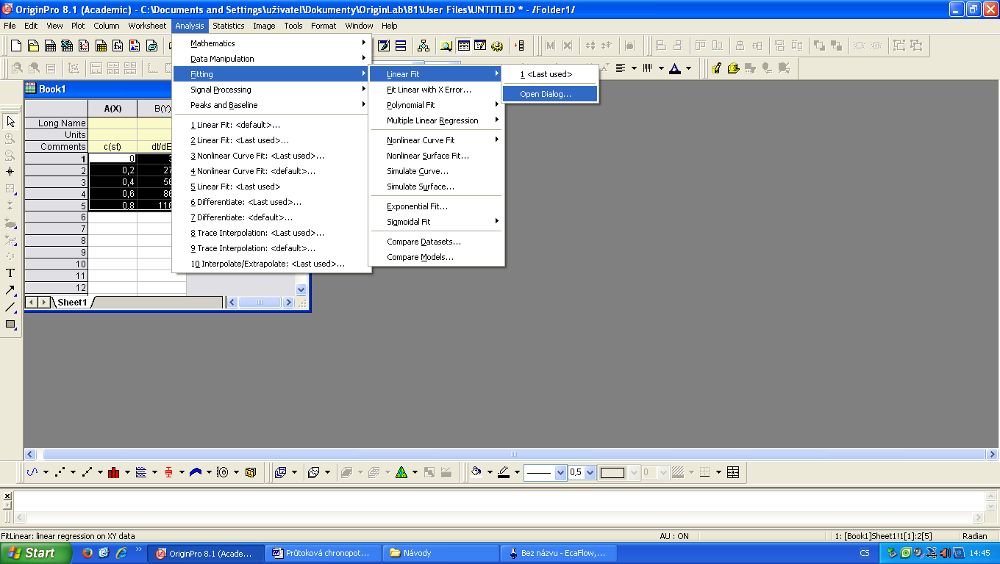 OriginPro 8.1 (Academic) - C:\Documents and Settings\uživatel\Dokumenty\OriginLab\81\User Files\UNTITLED * - /Folder1/
File Edit View Plot Column Worksheet Analysis Statistics Image Tools Format Window Help
Mathematics
Data Manipulation
Fitting
Signal Processing
Peaks and Baseline
1 Linear Fit: <default>...
2 Linear Fit: <Last used>...
3 Nonlinear Curve Fit: <Last used>...
4 Nonlinear Curve Fit: <default>...
5 Linear Fit: <Last used>
6 Differentiate: <Last used>...
7 Differentiate: <default>...
8 Trace Interpolation: <Last used>...
9 Trace Interpolation: <default>...
10 Interpolate/Extrapolate: <Last used>...
Linear Fit
Fit Linear with X Error...
Polynomial Fit
Multiple Linear Regression
Nonlinear Curve Fit
Nonlinear Surface Fit...
Simulate Curve...
Simulate Surface...
Exponential Fit...
Sigmoidal Fit
Compare Datasets...
Compare Models...
1 <Last used>
Open Dialog...
Book1
A(X) B(Y)
Long Name
Units
Comments c(st) dt/dE
1 0 3
2 0,2 27
3 0,4 56
4 0,6 86
5 0,8 116
6
7
8
9
10
11
12
Sheet1
T
0,5
0
FitLinear: linear regression on XY data
AU : ON
1: [Book1]Sheet1!1[1]:2[5]
Radian
Start
OriginPro 8.1 (Acade...
Průtoková chronopot...
Návody
Bez názvu - EcaFlow,
CS
14:45